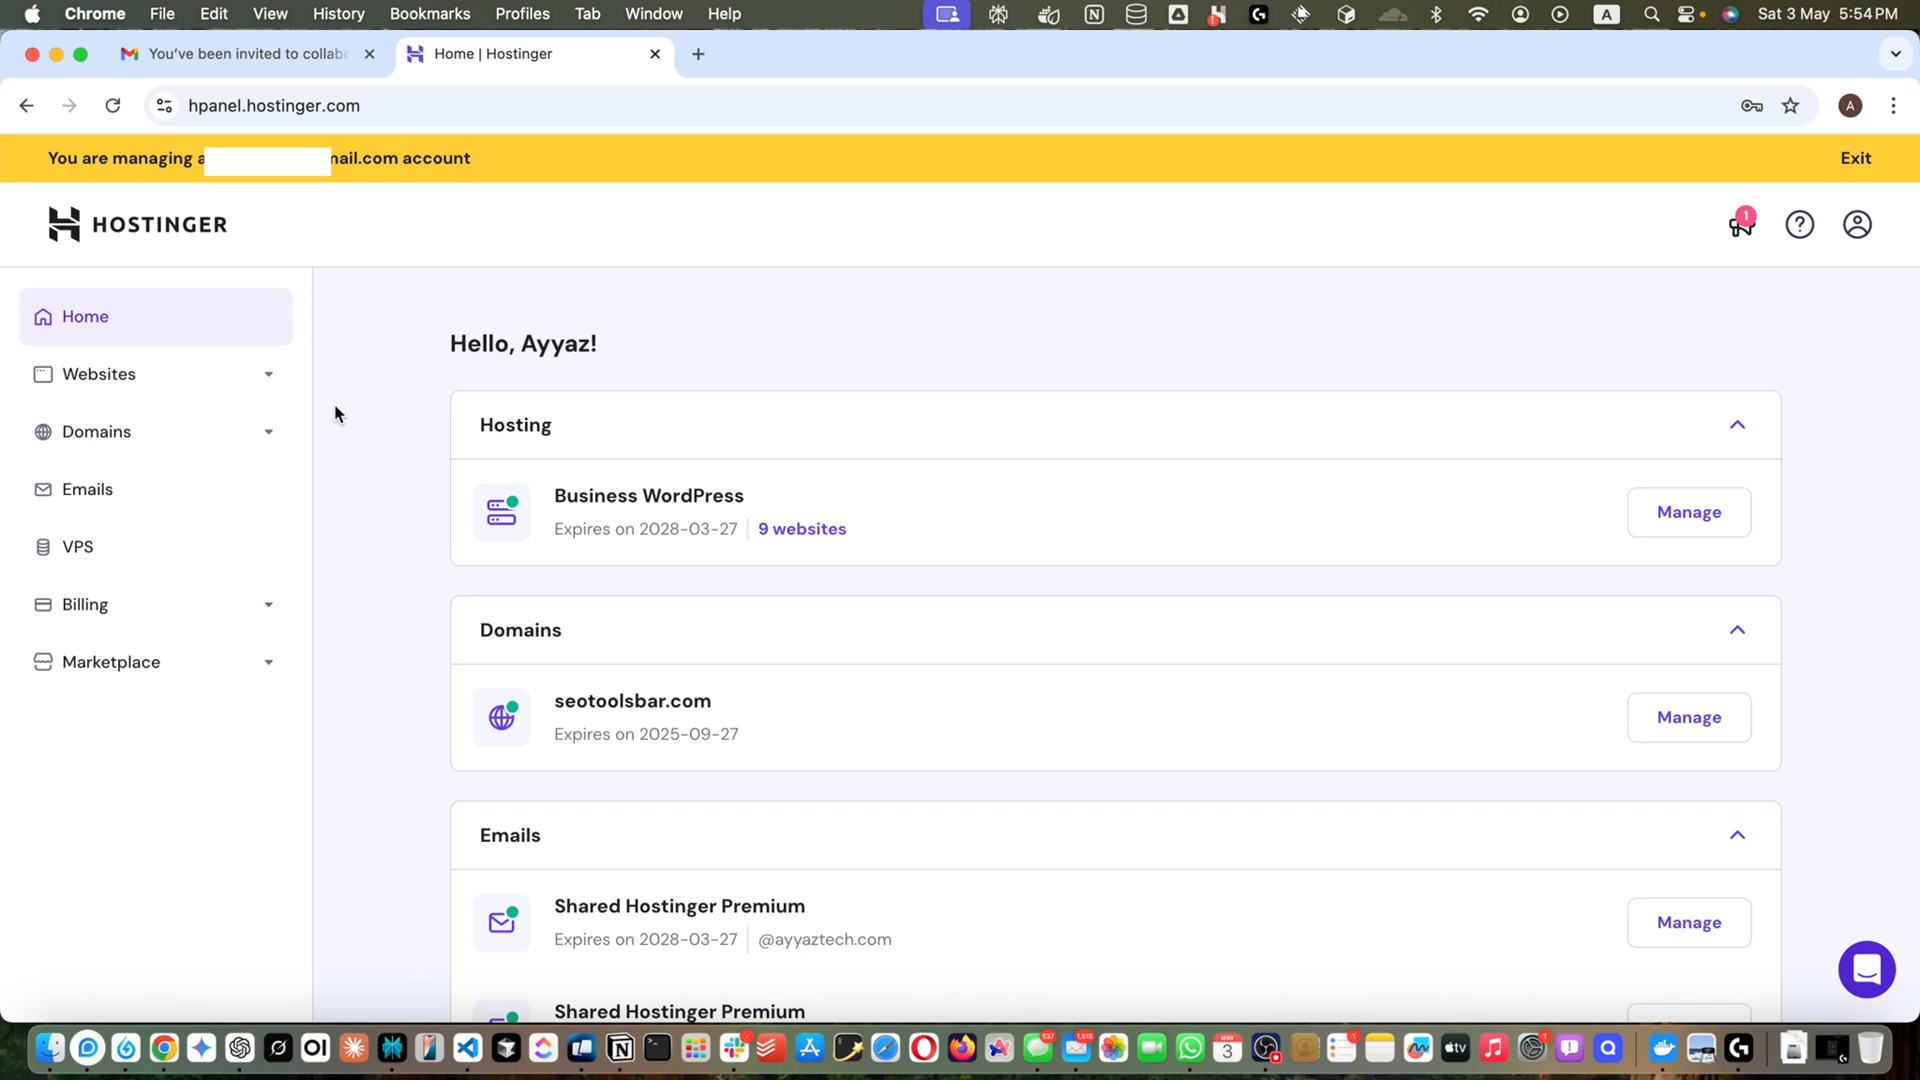 Chrome File Edit View History Bookmarks Profiles Tab Window Help
Sat 3 May 5:54 PM
You've been invited to collabo
Home | Hostinger
hpanel.hostinger.com
A
You are managing a
nail.com account
Exit
HOSTINGER
1
Home
Websites
Domains
Emails
VPS
Billing
Marketplace
Hello, Ayyaz!
Hosting
Business WordPress
Expires on 2028-03-27
9 websites
Manage
Domains
seotoolsbar.com
Expires on 2025-09-27
Manage
Emails
Shared Hostinger Premium
Expires on 2028-03-27
@ayyaztech.com
Manage
Shared Hostinger Premium